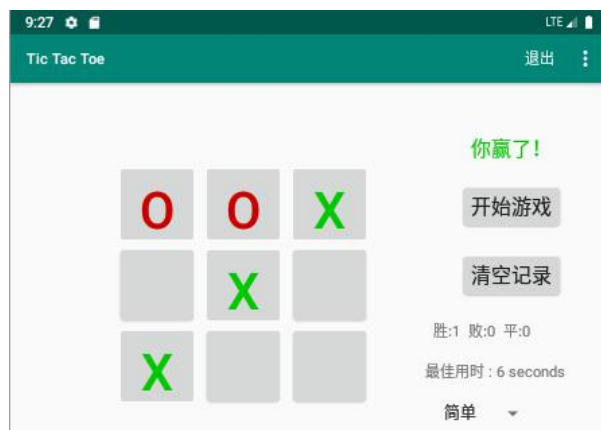 9:27
LTE
Tic Tac Toe
退出
你赢了！
O O X
开始游戏
X
清空记录
胜:1 败:0 平:0
X
最佳用时 : 6 seconds
简单